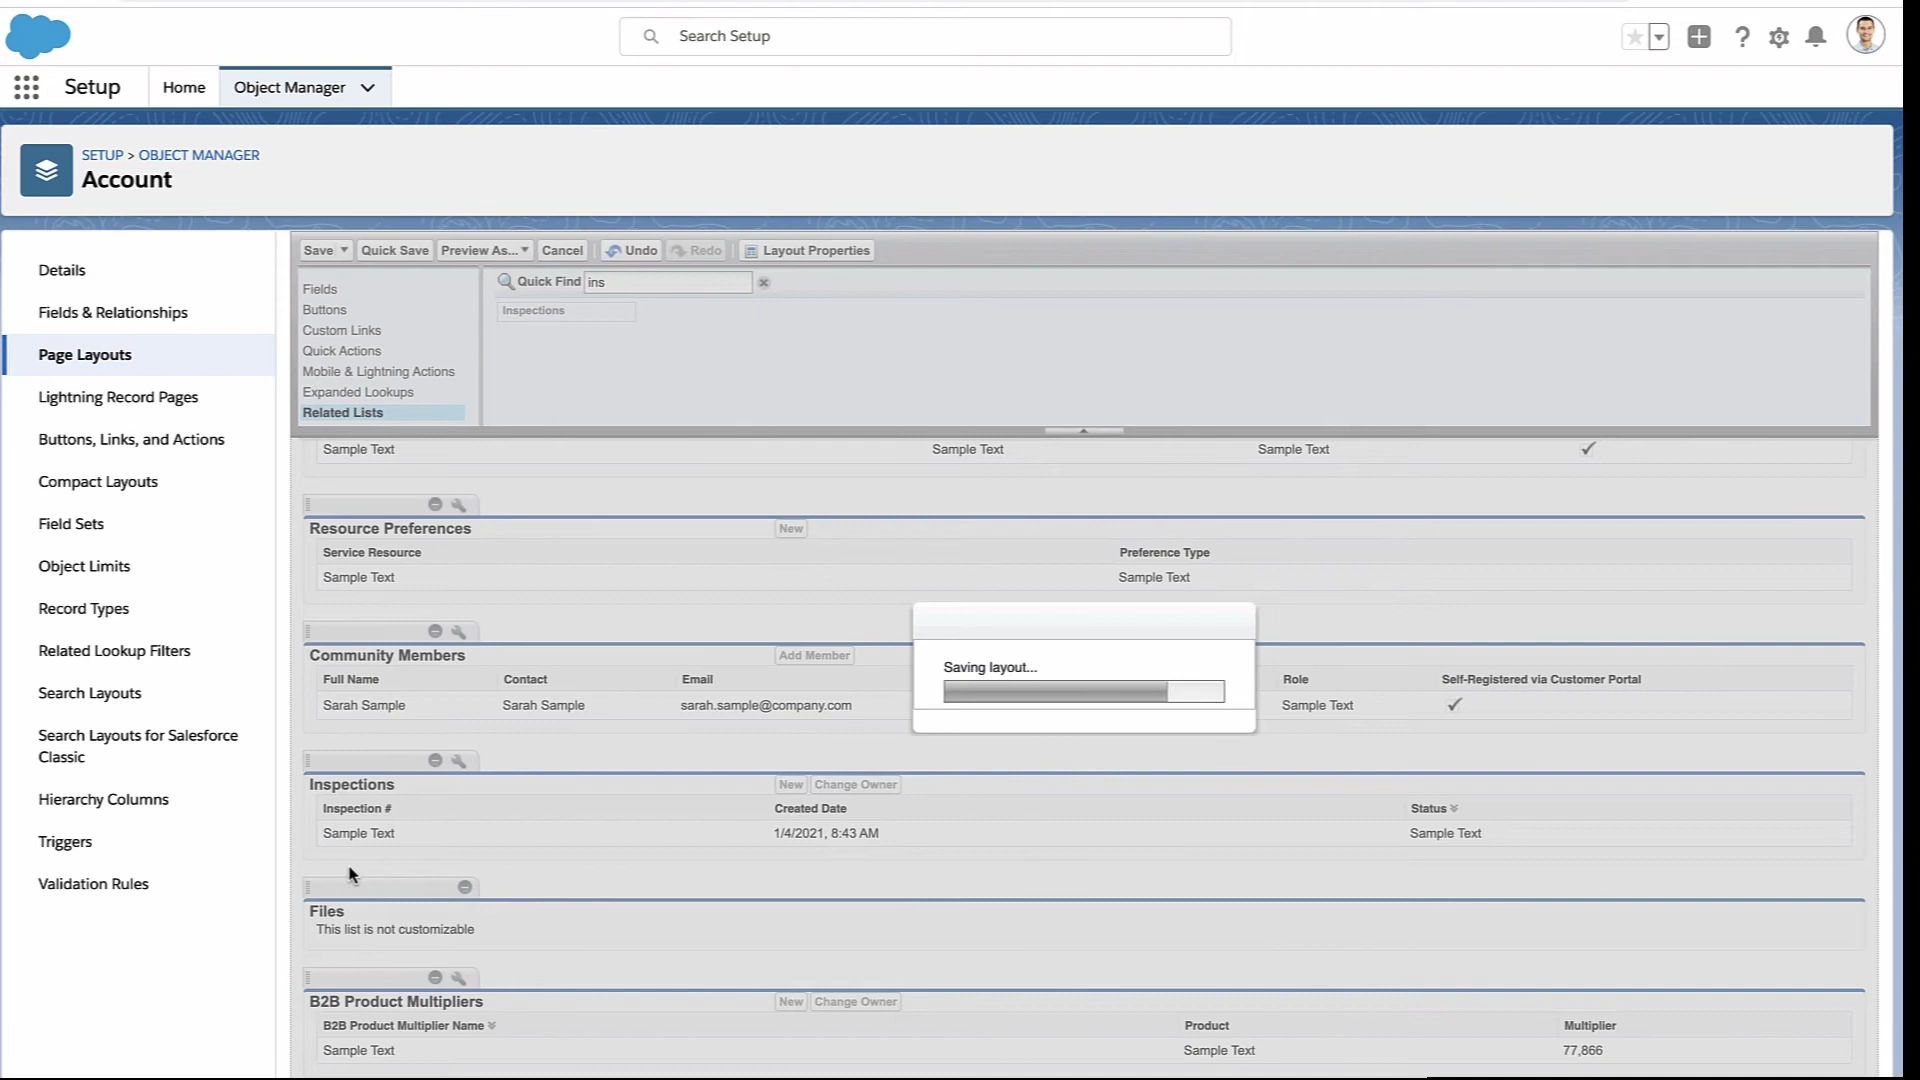 Search Setup
Setup
Home
Object Manager
SETUP > OBJECT MANAGER
Account
Details
Fields & Relationships
Page Layouts
Lightning Record Pages
Buttons, Links, and Actions
Compact Layouts
Field Sets
Object Limits
Record Types
Related Lookup Filters
Search Layouts
Search Layouts for Salesforce
Classic
Hierarchy Columns
Triggers
Validation Rules
Save Quick Save Preview As... Cancel Undo Redo Layout Properties
Fields
Buttons
Custom Links
Quick Actions
Mobile & Lightning Actions
Expanded Lookups
Related Lists
Quick Find ins
Inspections
Sample Text Sample Text Sample Text
Resource Preferences New
Service Resource Preference Type
Sample Text Sample Text
Community Members Add Member
Full Name Contact Email Role Self-Registered via Customer Portal
Sarah Sample Sarah Sample sarah.sample@company.com Sample Text
Saving layout...
Inspections New Change Owner
Inspection # Created Date Status
Sample Text 1/4/2021, 8:43 AM Sample Text
Files
This list is not customizable
B2B Product Multipliers New Change Owner
B2B Product Multiplier Name Product Multiplier
Sample Text Sample Text 77,866